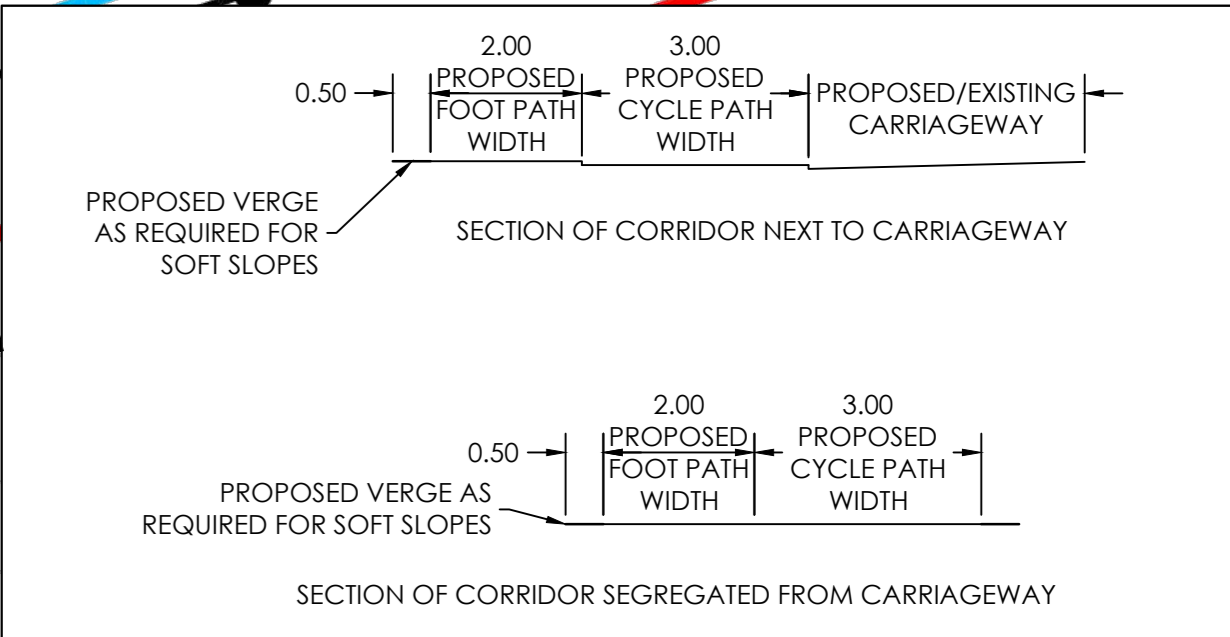 2.00
PROPOSED
FOOT PATH
WIDTH
3.00
PROPOSED
CYCLE PATH
WIDTH
0.50
PROPOSED/EXISTING
CARRIAGEWAY
PROPOSED VERGE
AS REQUIRED FOR
SOFT SLOPES
SECTION OF CORRIDOR NEXT TO CARRIAGEWAY
2.00
PROPOSED
FOOT PATH
WIDTH
3.00
PROPOSED
CYCLE PATH
WIDTH
0.50
PROPOSED VERGE AS
REQUIRED FOR SOFT SLOPES
SECTION OF CORRIDOR SEGREGATED FROM CARRIAGEWAY